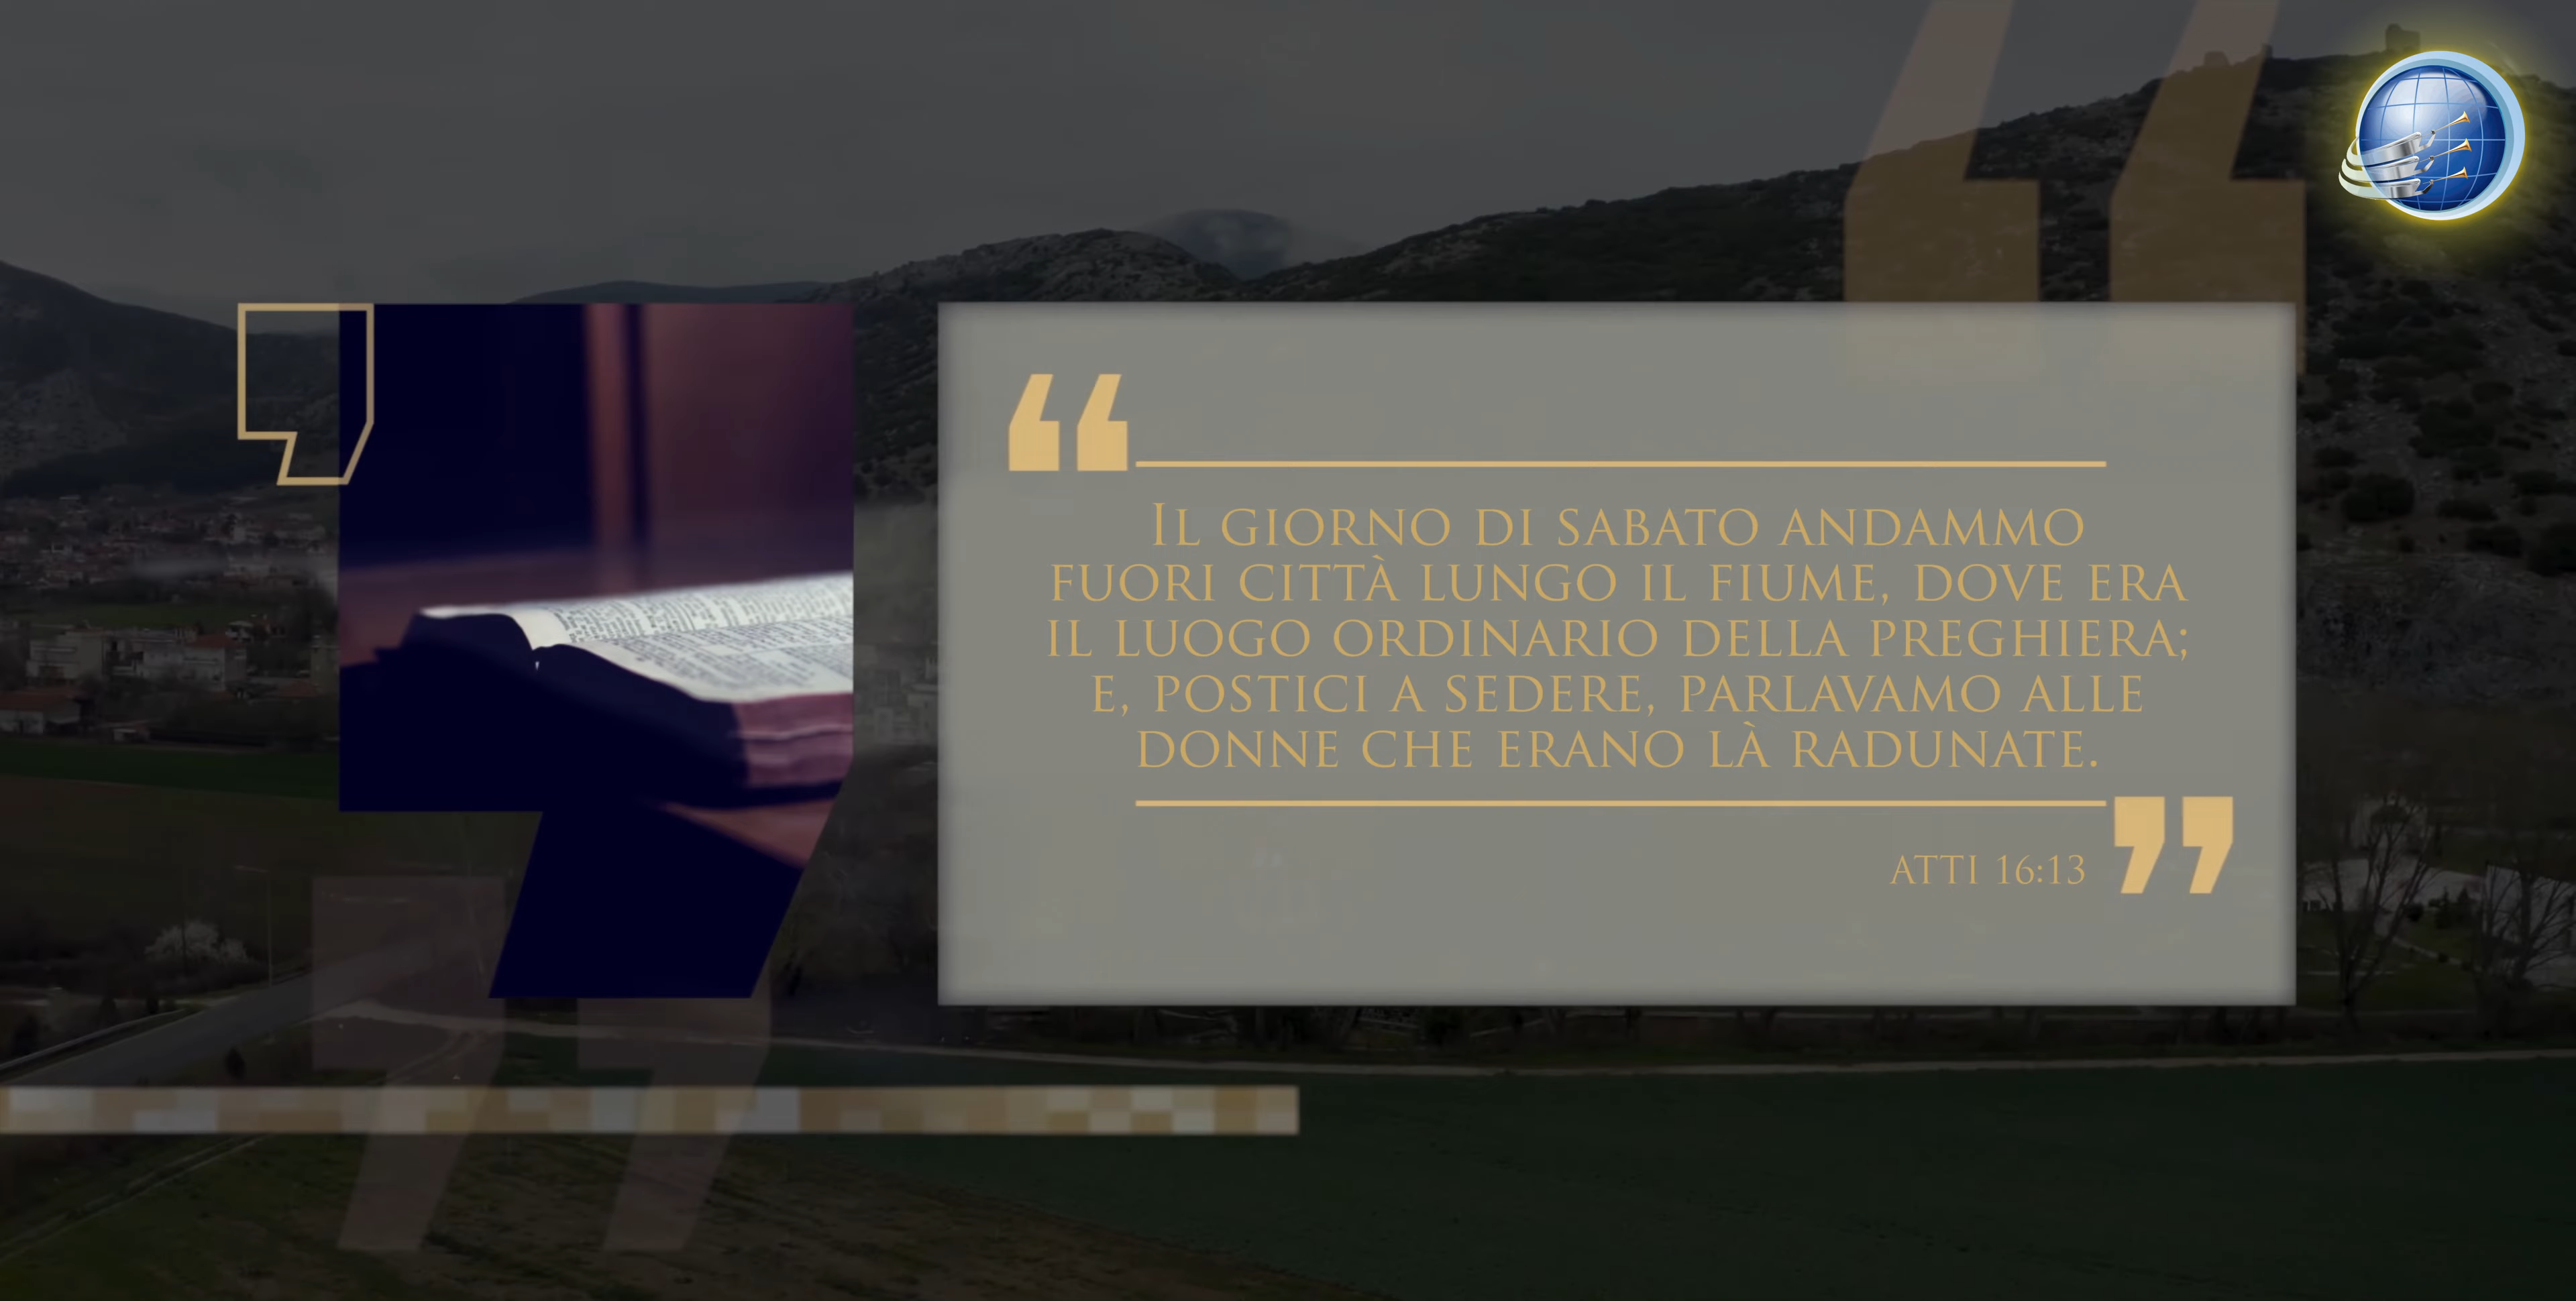 Il giorno di sabato andammo
fuori città lungo il fiume, dove era
il luogo ordinario della preghiera;
e, postici a sedere, parlavamo alle
donne che erano là radunate.
ATTI 16:13